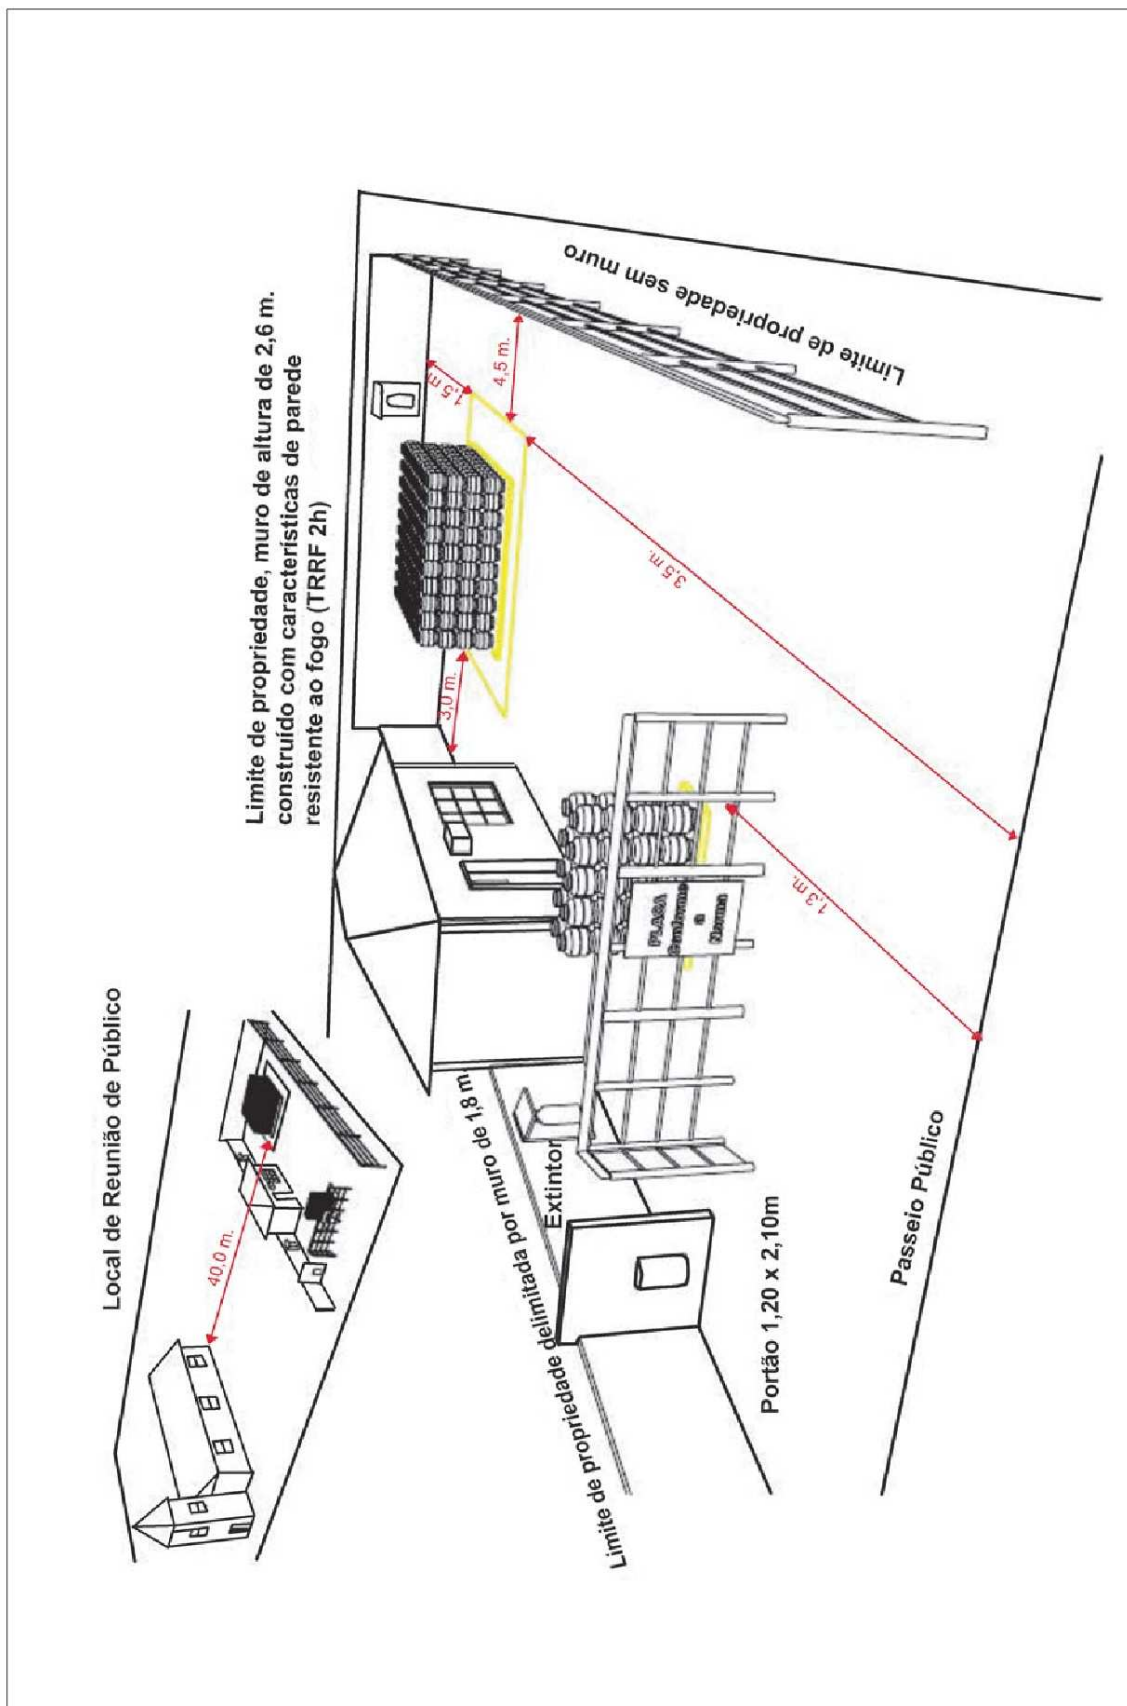 Local de Reunião de Público
40,0 m.
Limite de propriedade, muro de altura de 2,6 m.
construído com características de parede
resistente ao fogo (TRRF 2h)
1,5 m.
4,5 m.
3,0 m.
Limite de propriedade sem muro
3,5 m.
Limite de propriedade delimitada por muro de 1,8 m.
Extintor
PLACA
Conforme
a
Norma
1,3 m.
Portão 1,20 x 2,10m
Passeio Público